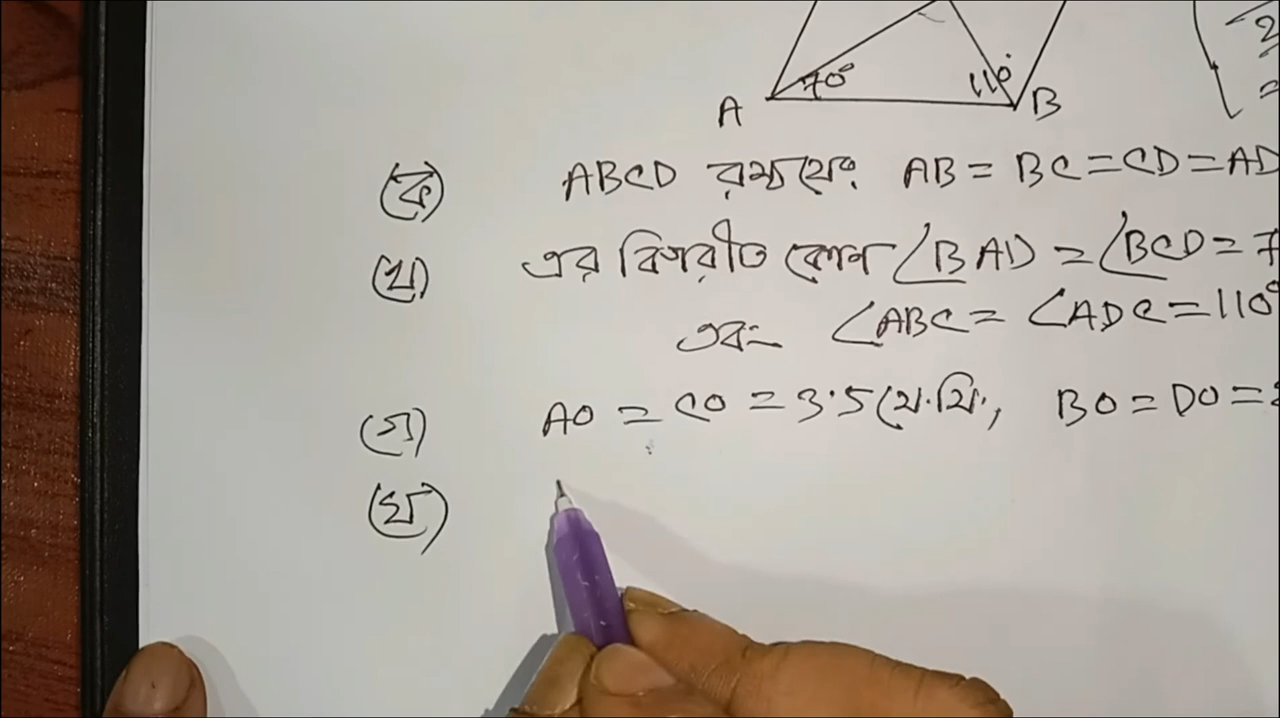 70° 110°
A B
(ক) ABCD রম্বসের AB = BC = CD = AD
(খ) এর বিপরীত কোণ ∠BAD = ∠BCD = 7
এবং ∠ABC = ∠ADC = 110°
(গ) AO = CO = 3.5 সে.মি., BO = DO =
(ঘ)